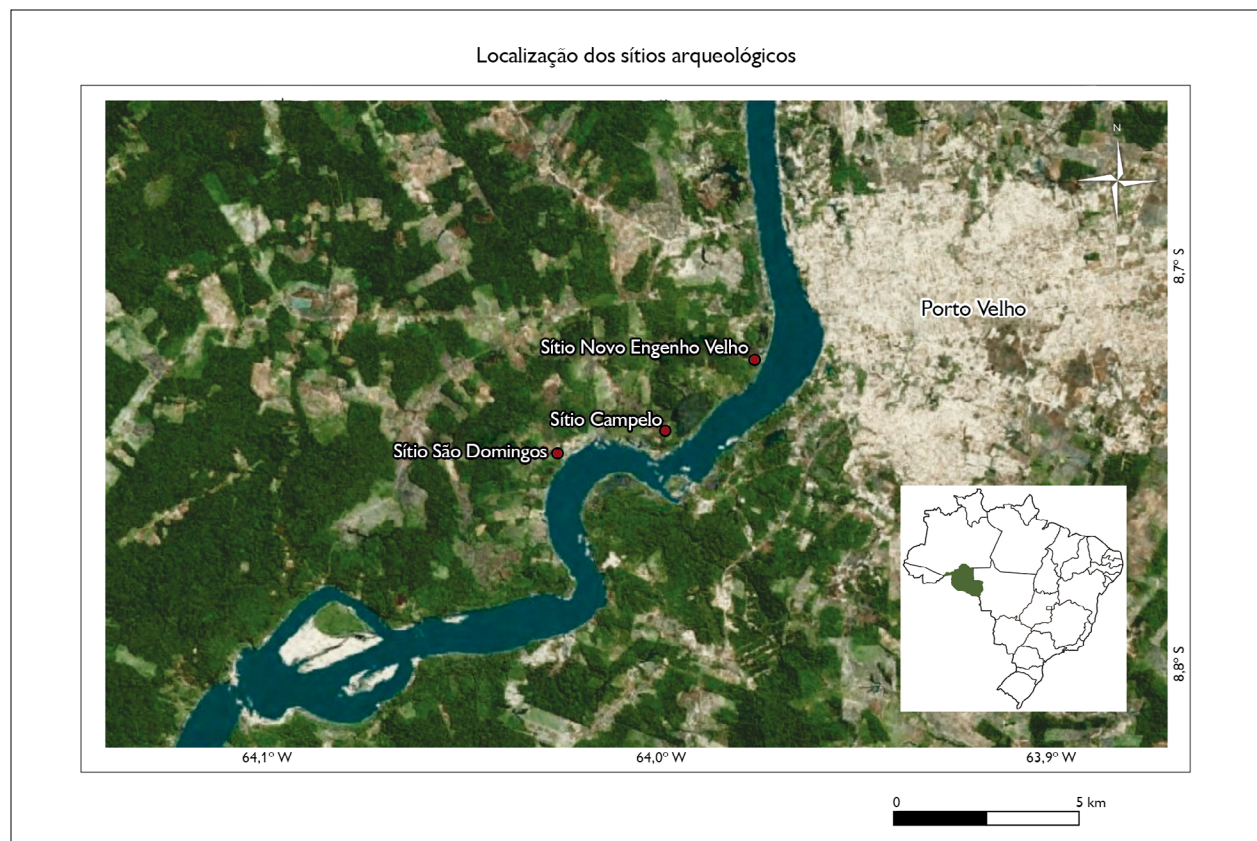 Localização dos sítios arqueológicos
N
8,7° S
Porto Velho
Sítio Novo Engenho Velho
Sítio Campelo
Sítio São Domingos
8,8° S
64,1° W
64,0° W
63,9° W
0
5 km